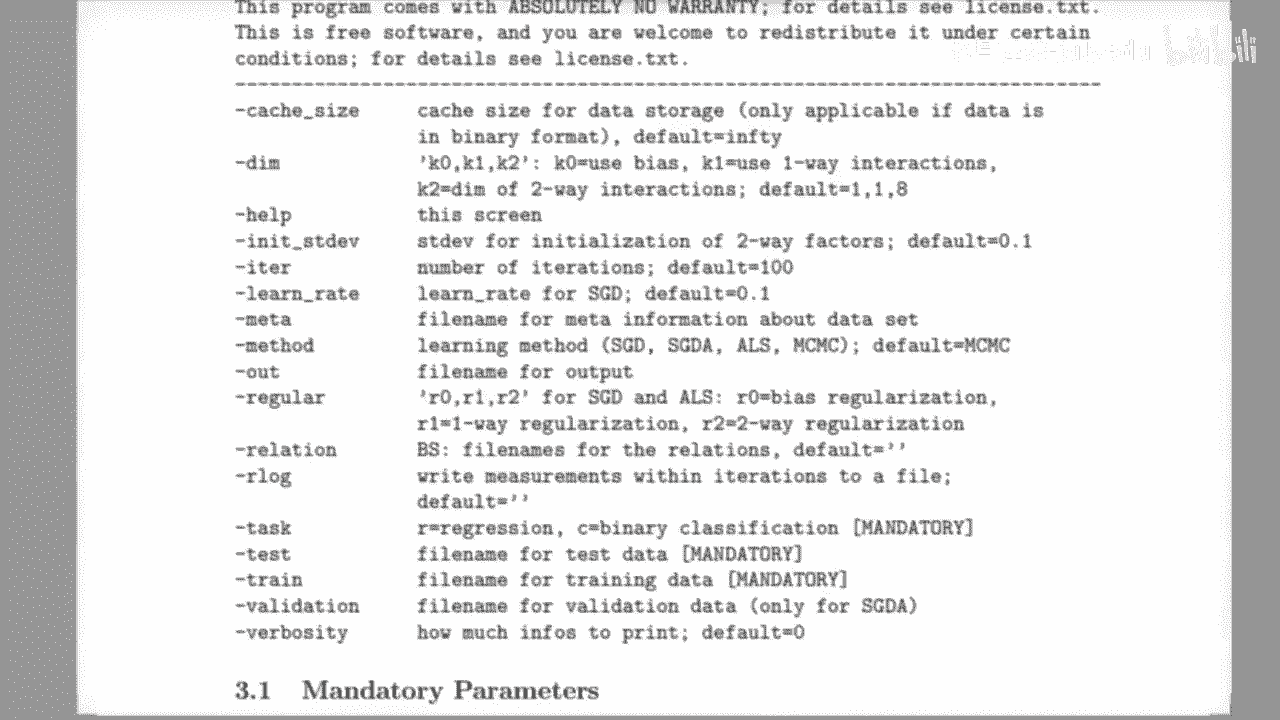 This program comes with ABSOLUTELY NO WARRANTY; for details see license.txt.
This is free software, and you are welcome to redistribute it under certain
conditions; for details see license.txt.
----------------------------------------------------------------------------
-cache_size cache size for data storage (only applicable if data is
in binary format), default=infty
-dim 'k0,k1,k2': k0=use bias, k1=use 1-way interactions,
k2=dim of 2-way interactions; default=1,1,8
-help this screen
-init_stdev stdev for initialization of 2-way factors; default=0.1
-iter number of iterations; default=100
-learn_rate learn_rate for SGD; default=0.1
-meta filename for meta information about data set
-method learning method (SGD, SGDA, ALS, MCMC); default=MCMC
-out filename for output
-regular 'r0,r1,r2' for SGD and ALS: r0=bias regularization,
r1=1-way regularization, r2=2-way regularization
-relation BS: filenames for the relations, default=''
-rlog write measurements within iterations to a file;
default=''
-task r=regression, c=binary classification [MANDATORY]
-test filename for test data [MANDATORY]
-train filename for training data [MANDATORY]
-validation filename for validation data (only for SGDA)
-verbosity how much infos to print; default=0
3.1 Mandatory Parameters